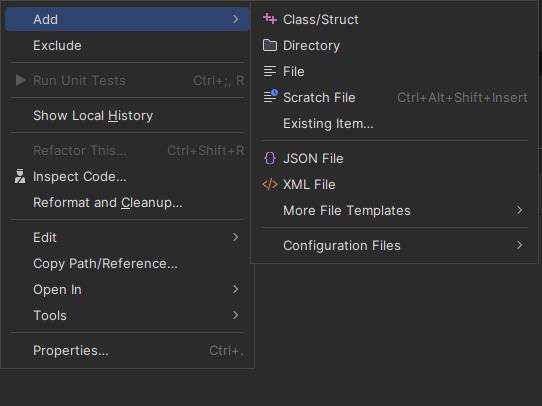 Add
Exclude
Run Unit Tests Ctrl+;, R
Show Local History
Refactor This... Ctrl+Shift+R
Inspect Code...
Reformat and Cleanup...
Edit
Copy Path/Reference...
Open In
Tools
Properties... Ctrl+.
Class/Struct
Directory
File
Scratch File Ctrl+Alt+Shift+Insert
Existing Item...
JSON File
XML File
More File Templates
Configuration Files